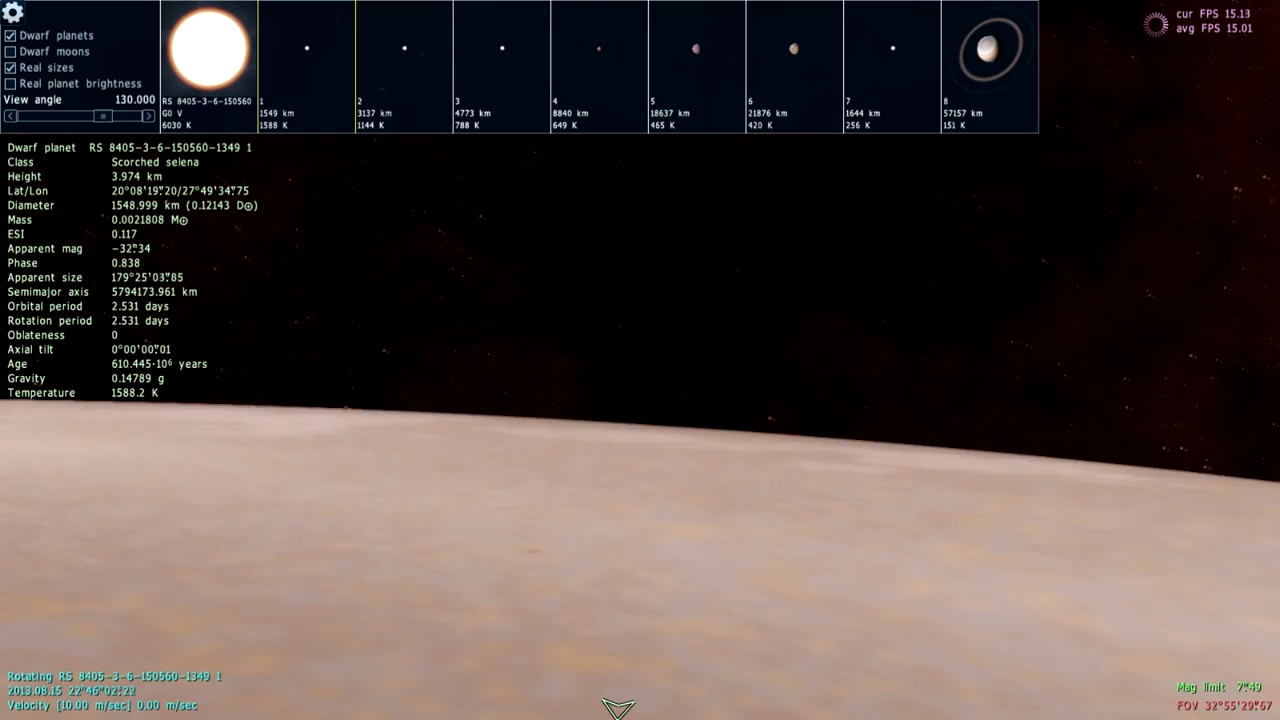 Dwarf planets
Dwarf moons
Real sizes
Real planet brightness
View angle 130.000
RS 8405-3-6-150560
G0 V
6030 K
1
1549 km
1588 K
2
3137 km
1144 K
3
4773 km
788 K
4
8840 km
649 K
5
18637 km
465 K
6
21876 km
420 K
7
1644 km
256 K
8
57157 km
151 K
cur FPS 15.13
avg FPS 15.01
Dwarf planet RS 8405-3-6-150560-1349 1
Class Scorched selena
Height 3.974 km
Lat/Lon 20°08'19"20/27°49'34"75
Diameter 1548.999 km (0.12143 D⊕)
Mass 0.0021808 M⊕
ESI 0.117
Apparent mag -32"34
Phase 0.838
Apparent size 179°25'03"85
Semimajor axis 5794173.961 km
Orbital period 2.531 days
Rotation period 2.531 days
Oblateness 0
Axial tilt 0°00'00"01
Age 610.445·10⁶ years
Gravity 0.14789 g
Temperature 1588.2 K
Rotating RS 8405-3-6-150560-1349 1
2013.08.15 22"46"02"22
Velocity [10.00 m/sec] 0.00 m/sec
Mag limit 7"49
FOV 32°55'29"67